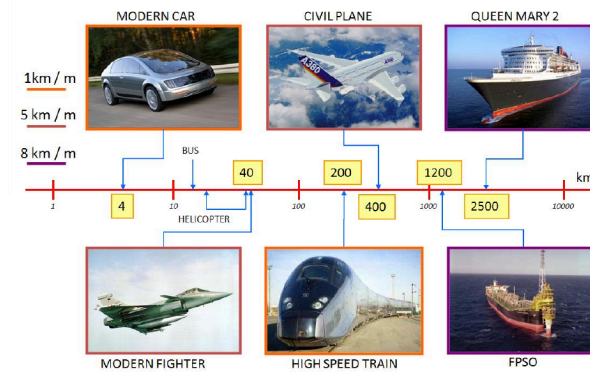 MODERN CAR
CIVIL PLANE
QUEEN MARY 2
1km / m
A380
5 km / m
8 km / m
BUS
40
200
1200
km
1
10
100
1000
10000
4
HELICOPTER
400
2500
MODERN FIGHTER
HIGH SPEED TRAIN
FPSO